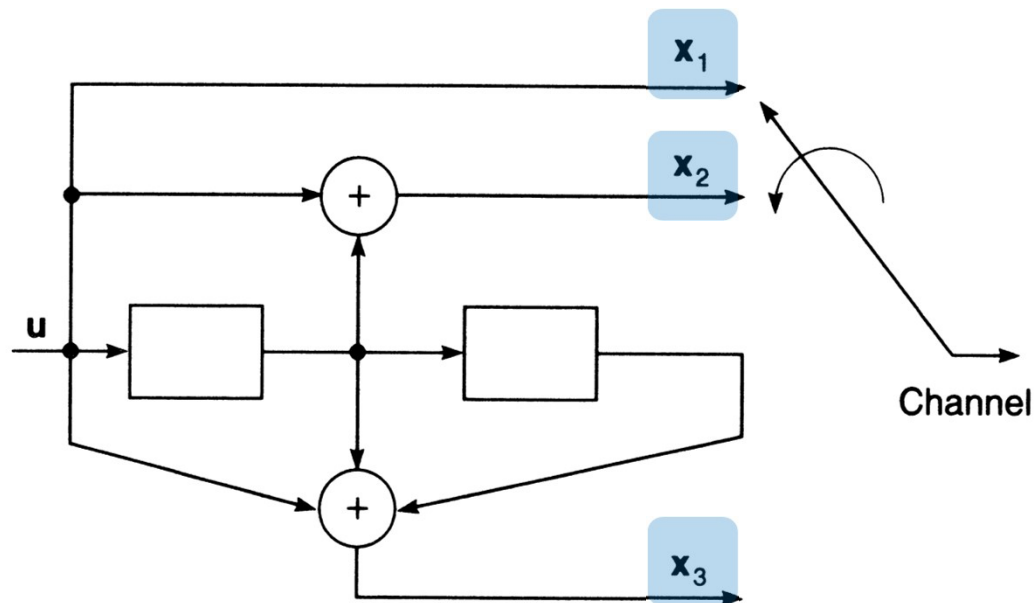 x₁
x₂
+
u
Channel
+
x₃